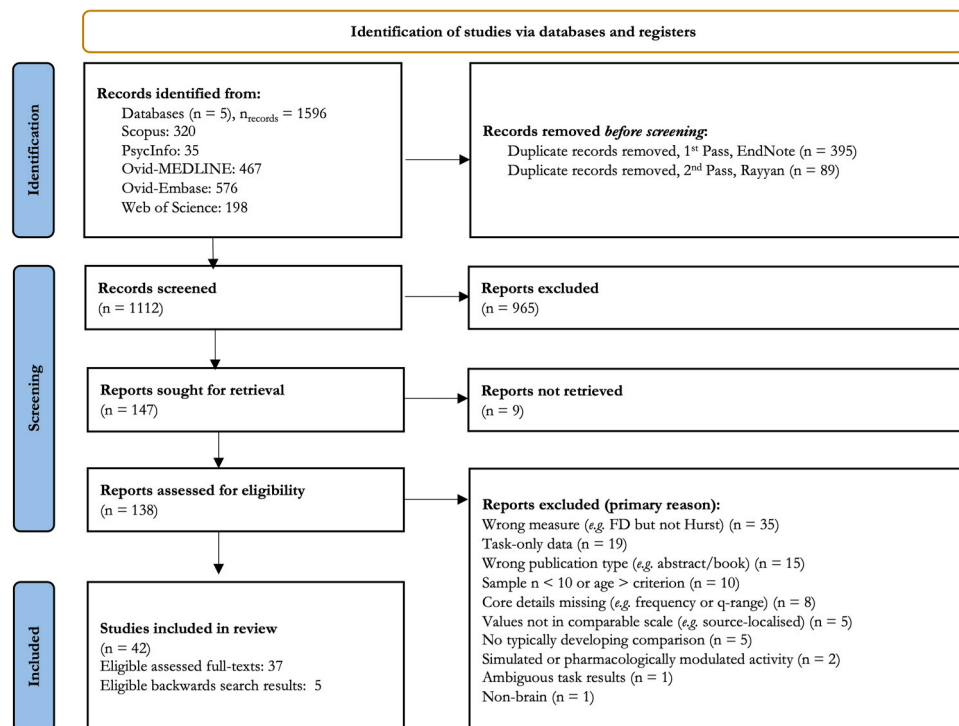 Identification of studies via databases and registers
Identification
Records identified from:
Databases (n = 5), nrecords = 1596
Scopus: 320
PsycInfo: 35
Ovid-MEDLINE: 467
Ovid-Embase: 576
Web of Science: 198
Records removed before screening:
Duplicate records removed, 1st Pass, EndNote (n = 395)
Duplicate records removed, 2nd Pass, Rayyan (n = 89)
Screening
Records screened
(n = 1112)
Reports excluded
(n = 965)
Reports sought for retrieval
(n = 147)
Reports not retrieved
(n = 9)
Reports assessed for eligibility
(n = 138)
Reports excluded (primary reason):
Wrong measure (e.g. FD but not Hurst) (n = 35)
Task-only data (n = 19)
Wrong publication type (e.g. abstract/book) (n = 15)
Sample n < 10 or age > criterion (n = 10)
Core details missing (e.g. frequency or q-range) (n = 8)
Values not in comparable scale (e.g. source-localised) (n = 5)
No typically developing comparison (n = 5)
Simulated or pharmacologically modulated activity (n = 2)
Ambiguous task results (n = 1)
Non-brain (n = 1)
Included
Studies included in review
(n = 42)
Eligible assessed full-texts: 37
Eligible backwards search results: 5